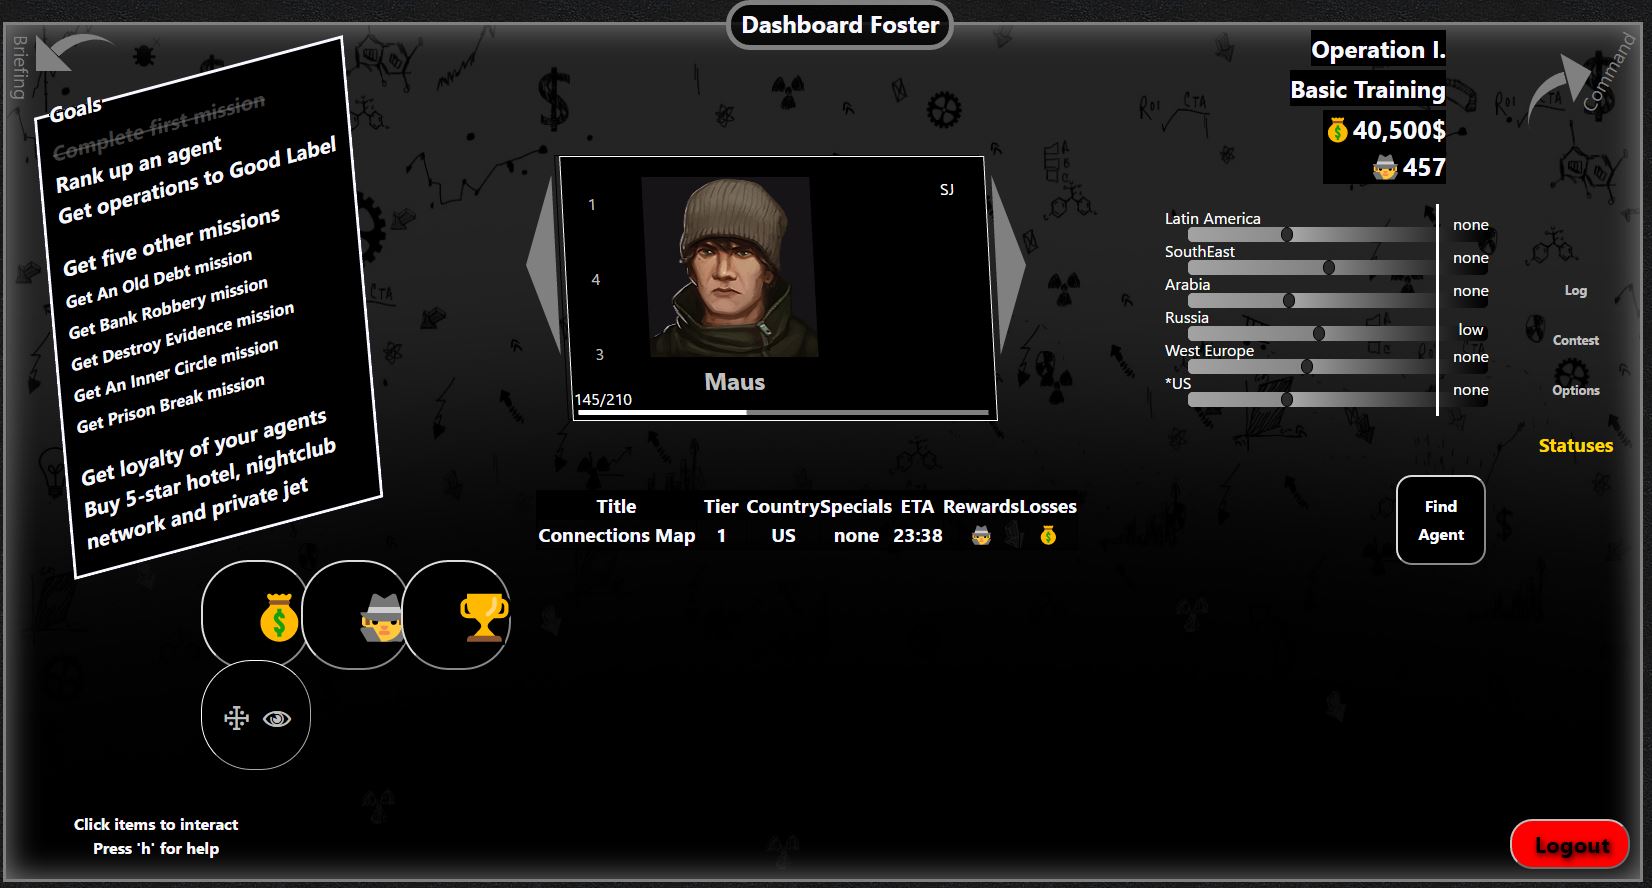 Dashboard Foster
Briefing
Command
Goals
Complete first mission
Rank up an agent
Get operations to Good Label
Get five other missions
Get An Old Debt mission
Get Bank Robbery mission
Get Destroy Evidence mission
Get An Inner Circle mission
Get Prison Break mission
Get loyalty of your agents
Buy 5-star hotel, nightclub
network and private jet
1
4
3
SJ
Maus
145/210
Operation I.
Basic Training
40,500$
457
Latin America none
SouthEast none
Arabia none
Russia low
West Europe none
*US none
Log
Contest
Options
Statuses
Find
Agent
Title Tier Country Specials ETA Rewards Losses
Connections Map 1 US none 23:38
Click items to interact
Press 'h' for help
Logout